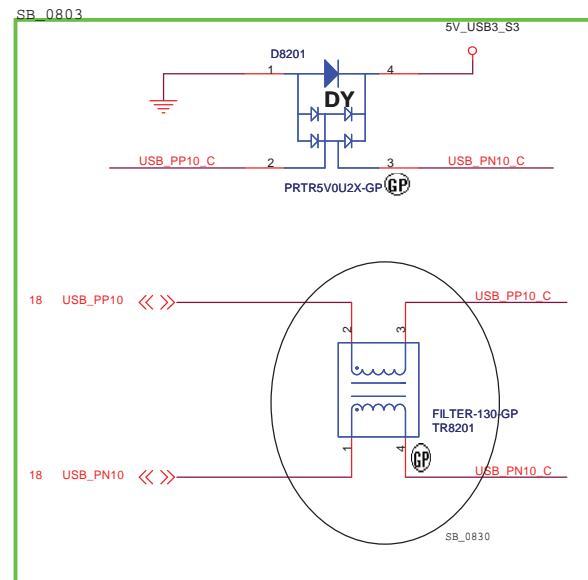 SB_0803
5V_USB3_S3
D8201
1
4
DY
USB_PP10_C
2
3
USB_PN10_C
PRTR5V0U2X-GP
GP
18
USB_PP10
USB_PP10_C
2
3
FILTER-130-GP
TR8201
1
4
GP
18
USB_PN10
USB_PN10_C
SB_0830